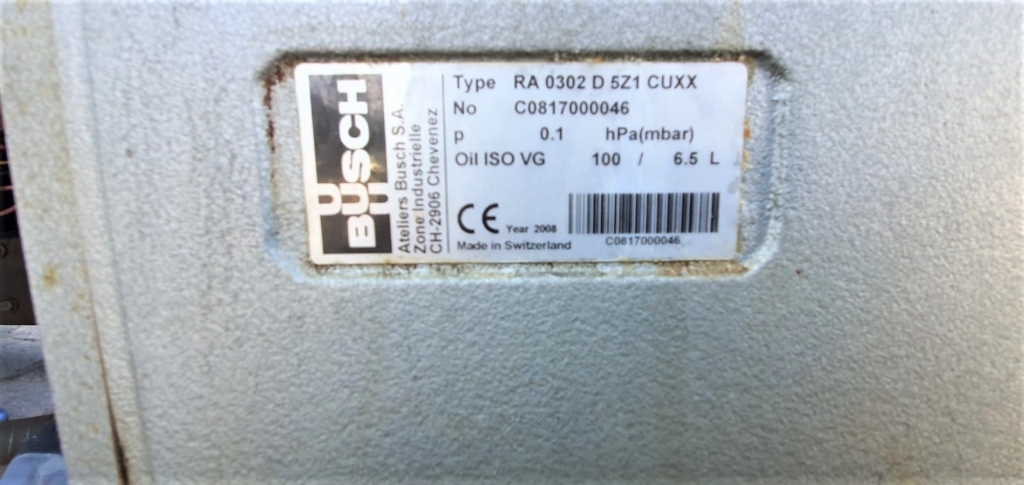 BUSCH
Ateliers Busch S.A.
Zone Industrielle
CH-2906 Chevenez
Type RA 0302 D 5Z1 CUXX
No C0817000046
p 0.1 hPa(mbar)
Oil ISO VG 100 / 6.5 L
CE Year 2008
Made in Switzerland
C0817000046